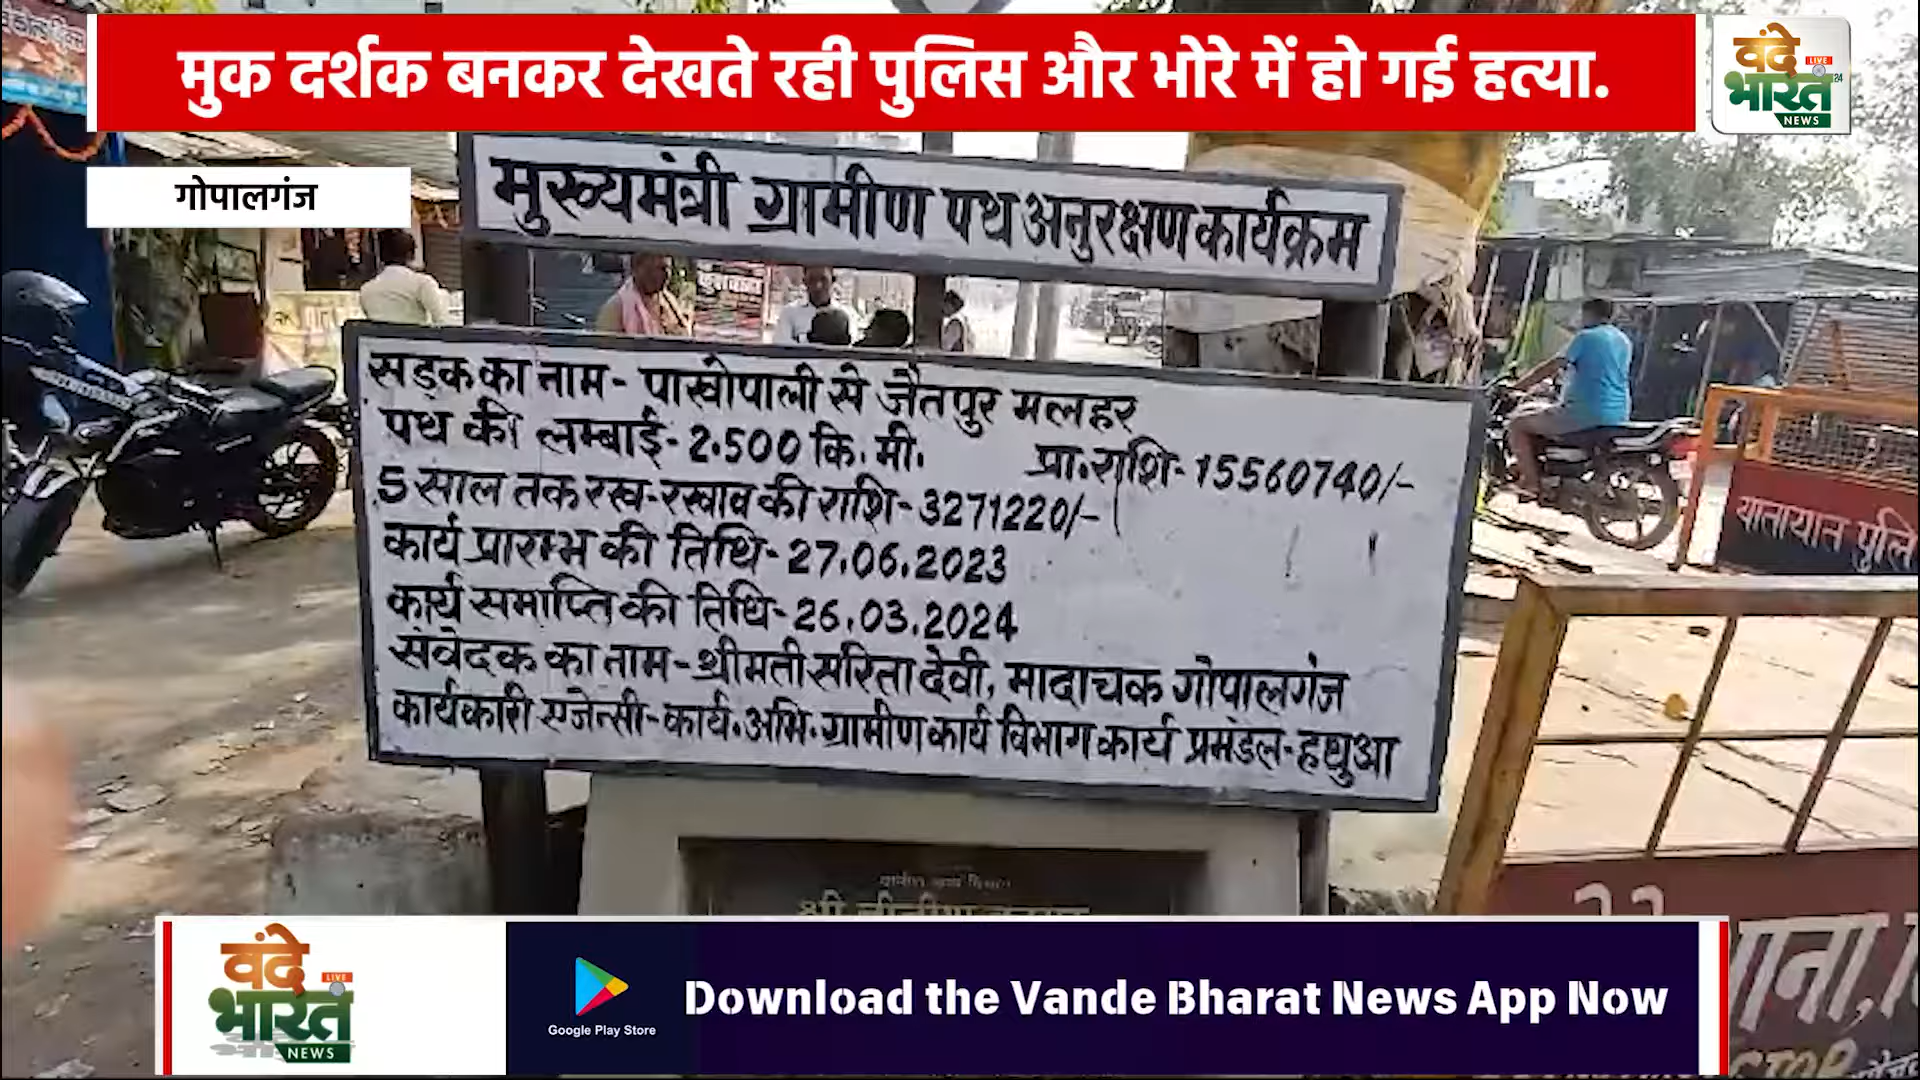 मुक दर्शक बनकर देखते रही पुलिस और भोरे में हो गई हत्या.
वंदे
LIVE
भारत
24
NEWS
गोपालगंज
मुख्यमंत्री ग्रामीण पथ अनुरक्षण कार्यक्रम
सड़क का नाम- पाखोपाली से जैतपुर मलहर
पथ की लम्बाई- 2.500 कि.मी. प्रा.राशि- 15560740/-
5 साल तक रख-रखाव की राशि- 3271220/-
कार्य प्रारम्भ की तिथि- 27.06.2023
कार्य समाप्ति की तिथि- 26.03.2024
संवेदक का नाम- श्रीमती सरिता देवी, मादाचक गोपालगंज
कार्यकारी एजेन्सी- कार्य.अभि.ग्रामीण कार्य विभाग कार्य प्रमंडल- हथुआ
यातायात पुलि
वंदे
LIVE
भारत
NEWS
Google Play Store
Download the Vande Bharat News App Now